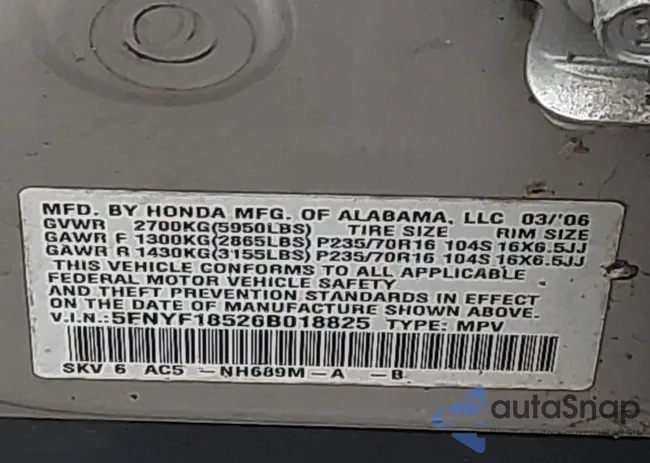 MFD. BY HONDA MFG. OF ALABAMA, LLC 03/'06
GVWR 2700KG(5950LBS) TIRE SIZE RIM SIZE
GAWR F 1300KG(2865LBS) P235/70R16 104S 16X6.5JJ
GAWR R 1430KG(3155LBS) P235/70R16 104S 16X6.5JJ
THIS VEHICLE CONFORMS TO ALL APPLICABLE
FEDERAL MOTOR VEHICLE SAFETY
AND THEFT PREVENTION STANDARDS IN EFFECT
ON THE DATE OF MANUFACTURE SHOWN ABOVE.
V.I.N.:5FNYF18526B018825 TYPE: MPV
SKV 6 AC5 -NH689M-A -B
autoSnap